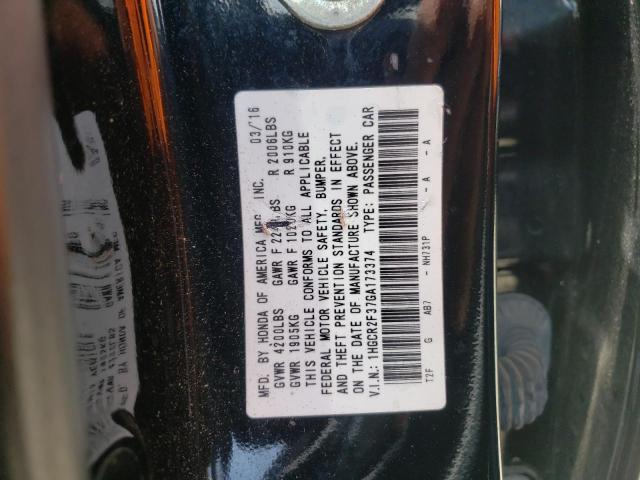 MFD. BY HONDA OF AMERICA MFG. INC. 03/16
GVWR 4200LBS GAWR F LBS R 2006LBS
GVWR 1905KG GAWR F KG R 910KG
THIS VEHICLE CONFORMS TO ALL APPLICABLE
FEDERAL MOTOR VEHICLE SAFETY, BUMPER,
AND THEFT PREVENTION STANDARDS IN EFFECT
ON THE DATE OF MANUFACTURE SHOWN ABOVE.
V.I.N.: 1HGCR2F37GA173374 TYPE: PASSENGER CAR
T2F G AB7 - NH731P - A - A